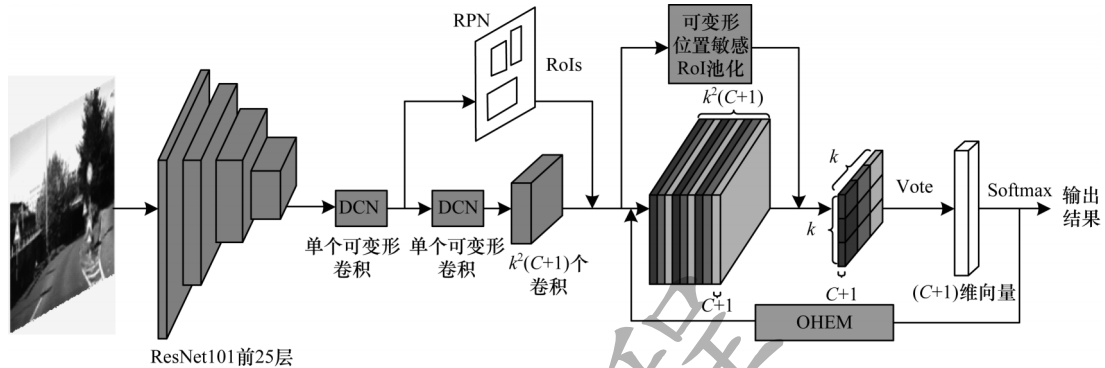 RPN
RoIs
可变形
位置敏感
RoI池化
k²(C+1)
DCN
单个可变形
卷积
DCN
单个可变形
卷积
k²(C+1)个
卷积
C+1
k
k
C+1
Vote
(C+1)维向量
Softmax
输出
结果
OHEM
ResNet101前25层
程